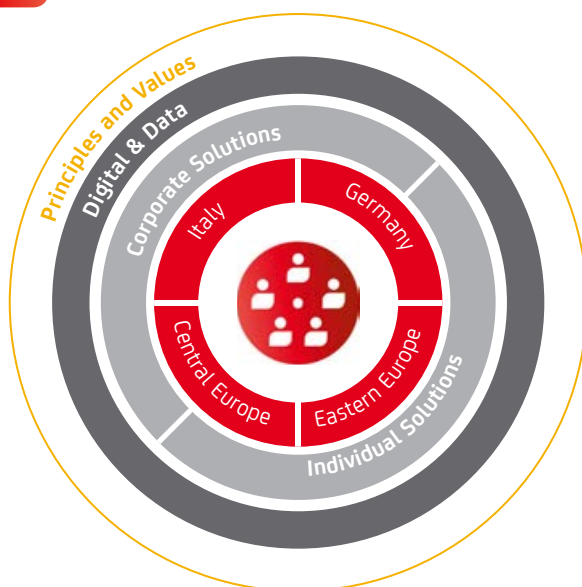 Principles and Values
Digital & Data
Corporate Solutions
Italy
Germany
Central Europe
Eastern Europe
Individual Solutions